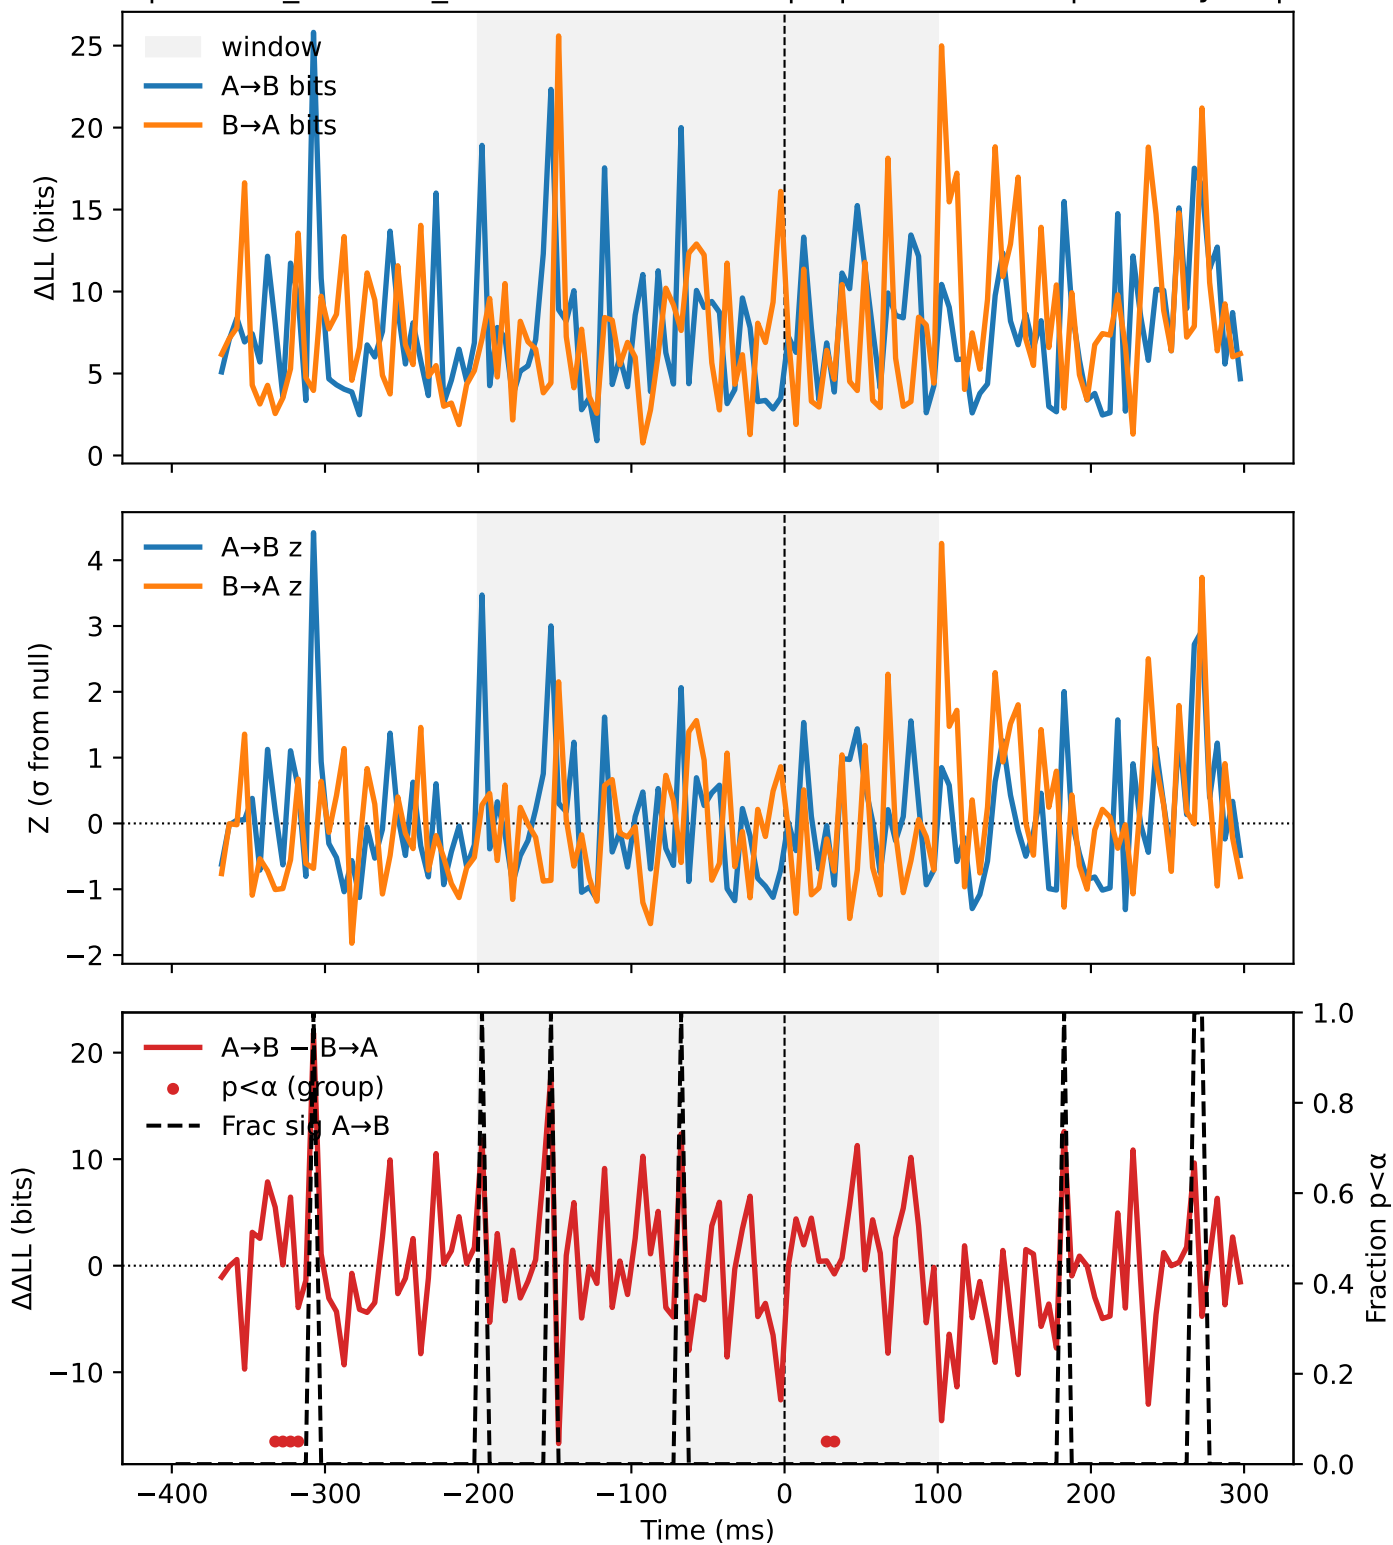 window
A→B bits
B→A bits
25
20
15
10
5
0
ΔLL (bits)
A→B z
B→A z
4
3
2
1
0
−1
−2
Z (σ from null)
A→B − B→A
p<α (group)
Frac sig A→B
20
10
0
−10
ΔΔLL (bits)
1.0
0.8
0.6
0.4
0.2
0.0
Fraction p<α
−400 −300 −200 −100 0 100 200 300
Time (ms)